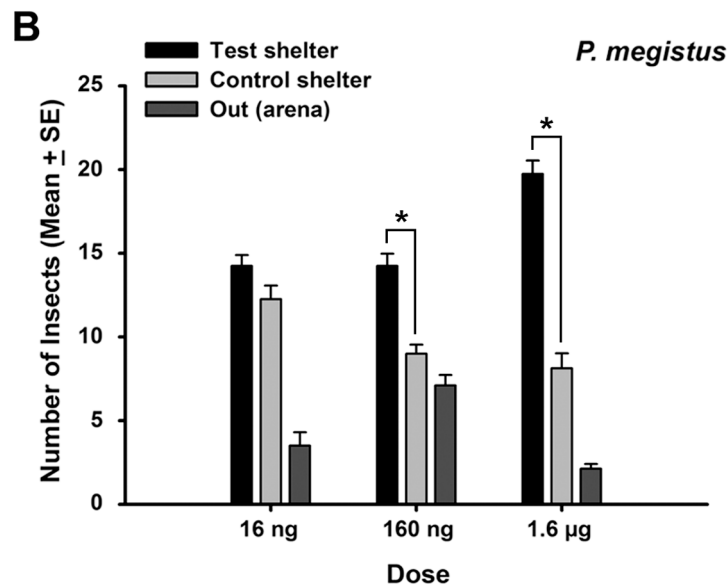 B
P. megistus
Test shelter
Control shelter
Out (arena)
Number of Insects (Mean ± SE)
25
20
15
10
5
0
*
*
16 ng
160 ng
1.6 µg
Dose